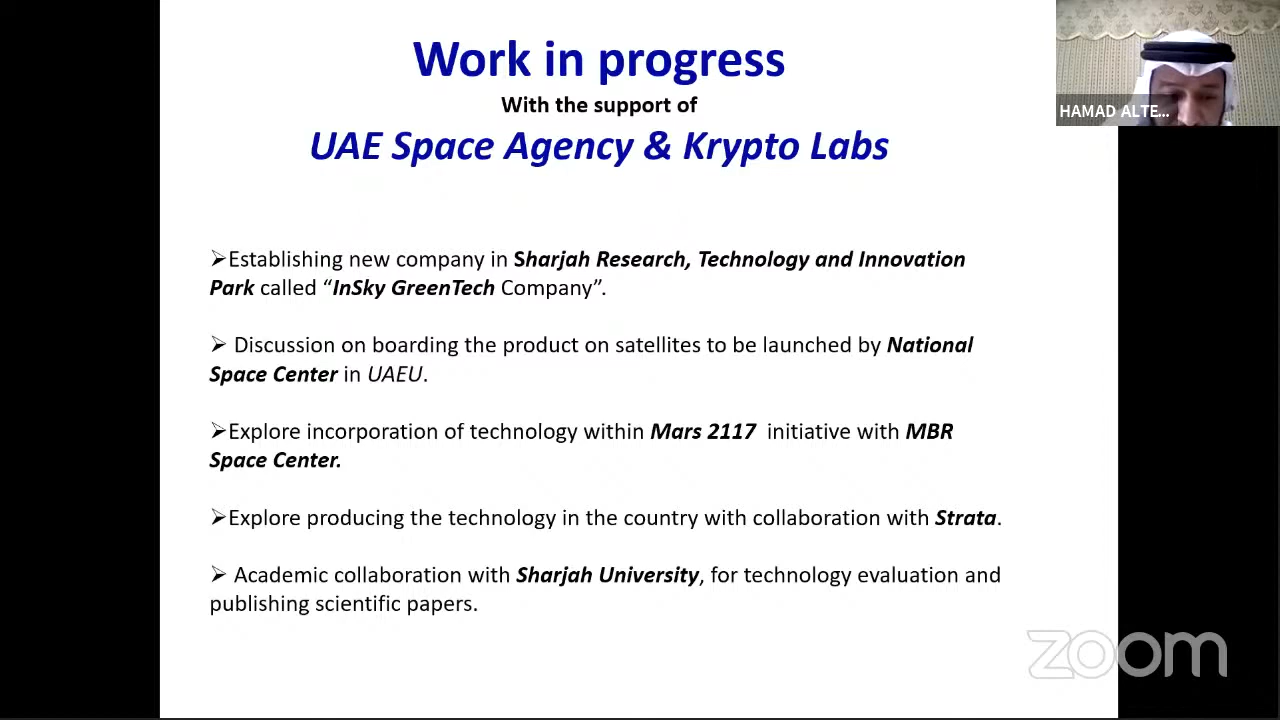 Work in progress
With the support of
UAE Space Agency & Krypto Labs
HAMAD ALTE...
➢Establishing new company in Sharjah Research, Technology and Innovation
Park called “InSky GreenTech Company”.
➢ Discussion on boarding the product on satellites to be launched by National
Space Center in UAEU.
➢Explore incorporation of technology within Mars 2117 initiative with MBR
Space Center.
➢Explore producing the technology in the country with collaboration with Strata.
➢ Academic collaboration with Sharjah University, for technology evaluation and
publishing scientific papers.
zoom